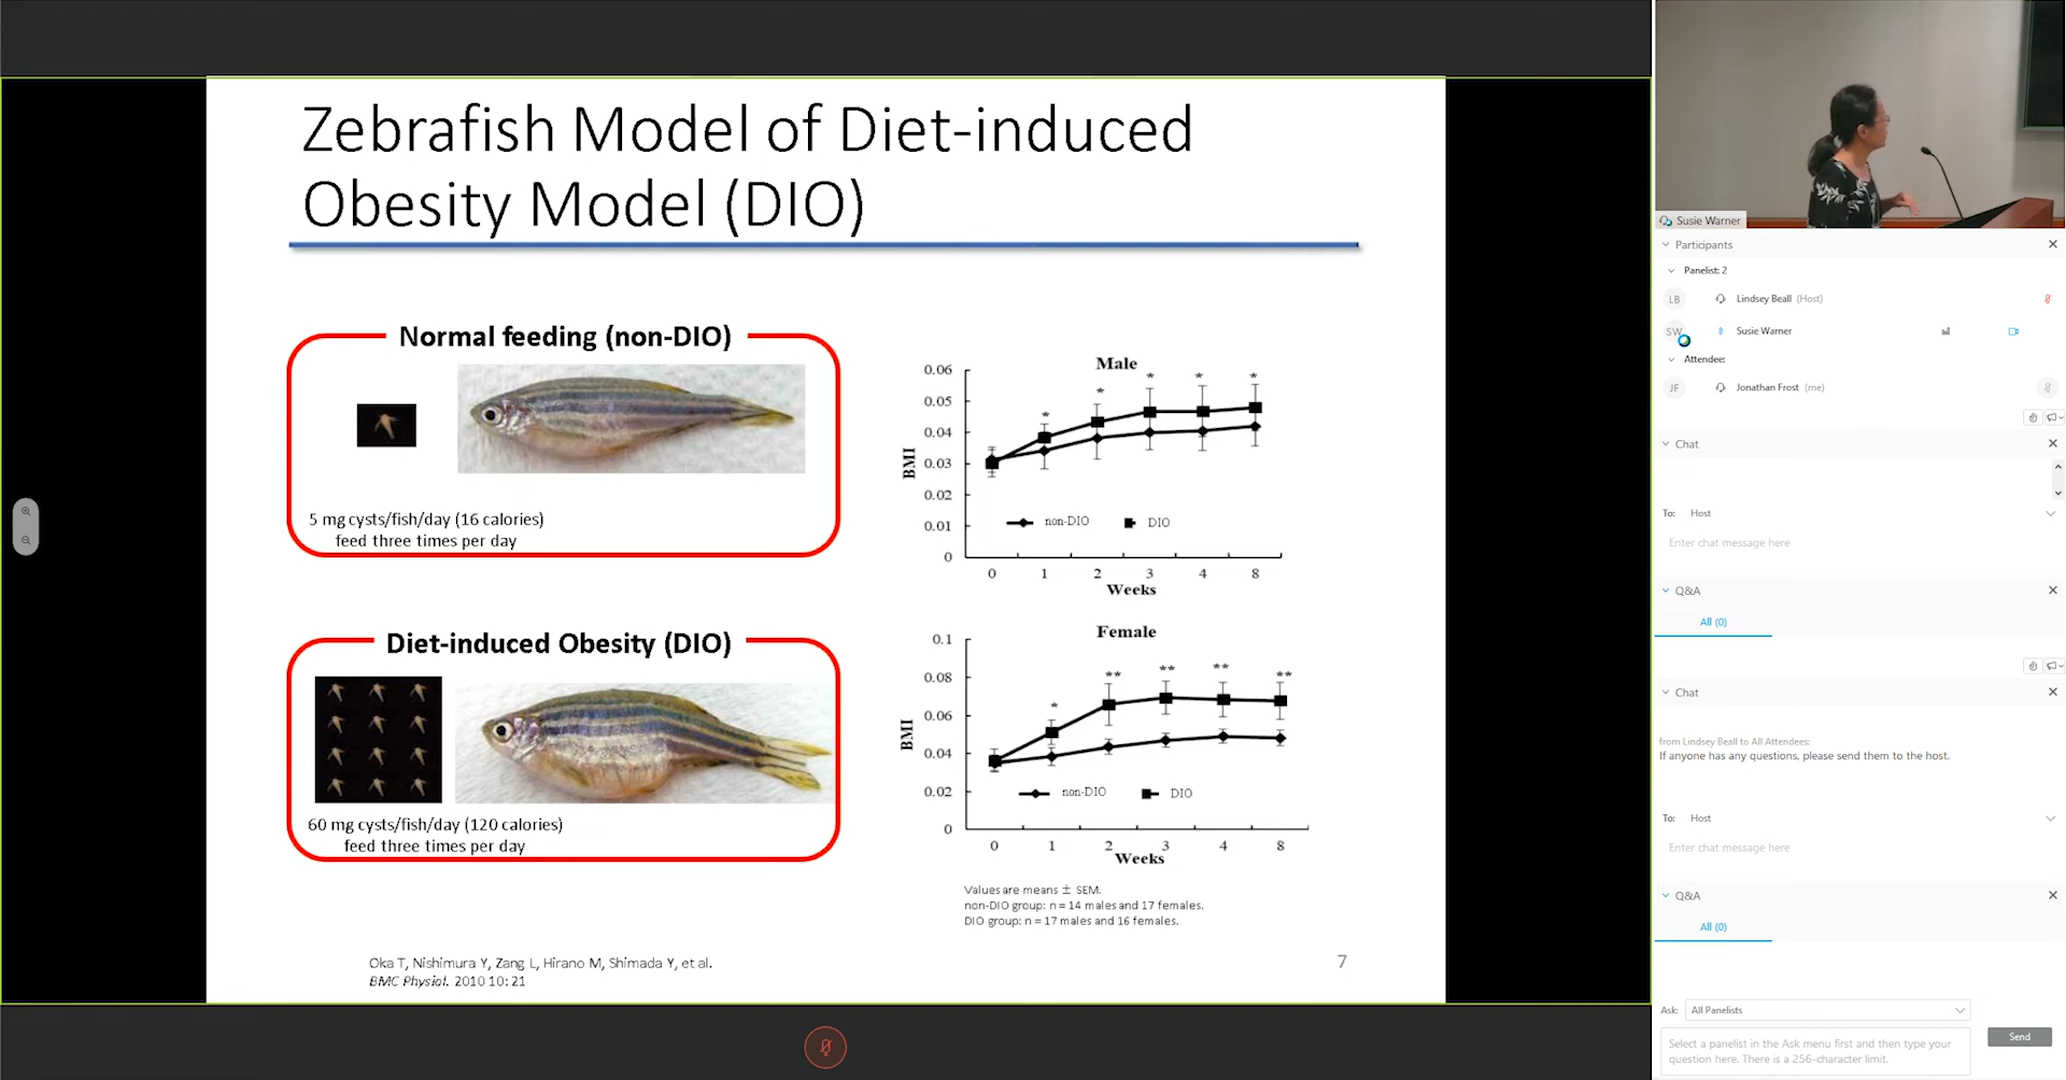 Zebrafish Model of Diet-induced
Obesity Model (DIO)
Normal feeding (non-DIO)
5 mg cysts/fish/day (16 calories)
feed three times per day
Diet-induced Obesity (DIO)
60 mg cysts/fish/day (120 calories)
feed three times per day
Male
0.06
0.05
0.04
0.03
0.02
0.01
0
BMI
* * * * *
non-DIO DIO
0 1 2 3 4 8
Weeks
Female
0.1
0.08
0.06
0.04
0.02
0
BMI
* ** ** ** **
non-DIO DIO
0 1 2 3 4 8
Weeks
Values are means ± SEM.
non-DIO group: n = 14 males and 17 females.
DIO group: n = 17 males and 16 females.
Oka T, Nishimura Y, Zang L, Hirano M, Shimada Y, et al.
BMC Physiol. 2010 10: 21
7
Susie Warner
Participants
Panelist: 2
LB Lindsey Beall (Host)
SW Susie Warner
Attendee:
JF Jonathan Frost (me)
Chat
To: Host
Enter chat message here
Q&A
All (0)
Chat
from Lindsey Beall to All Attendees:
If anyone has any questions, please send them to the host.
To: Host
Enter chat message here
Q&A
All (0)
Ask: All Panelists
Select a panelist in the Ask menu first and then type your
question here. There is a 256-character limit.
Send